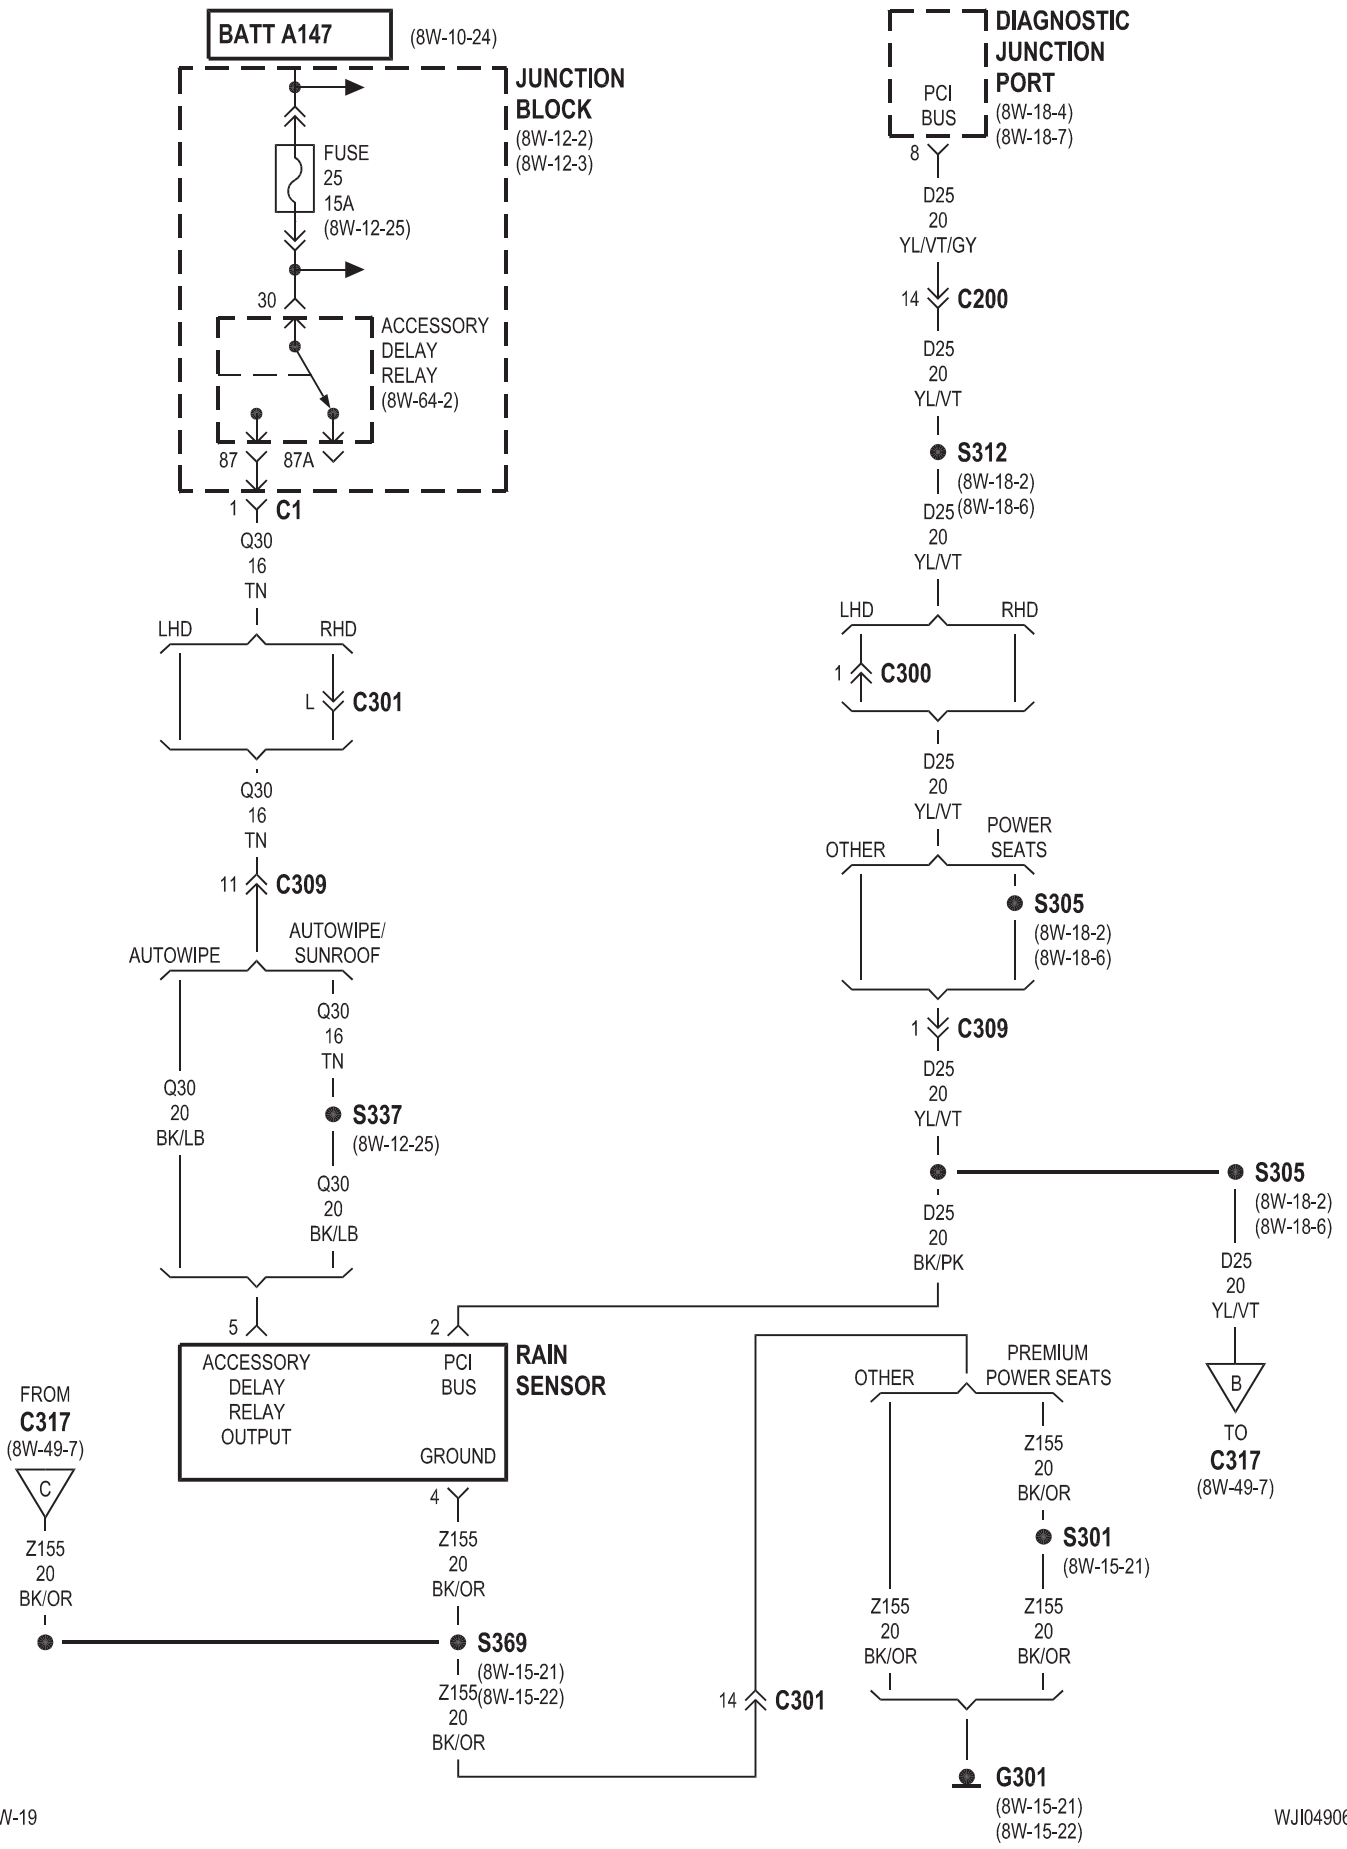 BATT A147
(8W-10-24)
JUNCTION
BLOCK
(8W-12-2)
(8W-12-3)
FUSE
25
15A
(8W-12-25)
30
ACCESSORY
DELAY
RELAY
(8W-64-2)
87
87A
1
C1
Q30
16
TN
LHD
RHD
L
C301
Q30
16
TN
11
C309
AUTOWIPE
AUTOWIPE/
SUNROOF
Q30
16
TN
Q30
20
BK/LB
S337
(8W-12-25)
Q30
20
BK/LB
5
2
ACCESSORY
DELAY
RELAY
OUTPUT
PCI
BUS
GROUND
RAIN
SENSOR
FROM
C317
(8W-49-7)
C
Z155
20
BK/OR
4
Z155
20
BK/OR
S369
(8W-15-21)
(8W-15-22)
Z155
20
BK/OR
DIAGNOSTIC
JUNCTION
PORT
(8W-18-4)
(8W-18-7)
PCI
BUS
8
D25
20
YL/VT/GY
14
C200
D25
20
YL/VT
S312
(8W-18-2)
(8W-18-6)
D25
20
YL/VT
LHD
RHD
1
C300
D25
20
YL/VT
OTHER
POWER
SEATS
S305
(8W-18-2)
(8W-18-6)
1
C309
D25
20
YL/VT
S305
(8W-18-2)
(8W-18-6)
D25
20
BK/PK
D25
20
YL/VT
B
TO
C317
(8W-49-7)
OTHER
PREMIUM
POWER SEATS
Z155
20
BK/OR
S301
(8W-15-21)
Z155
20
BK/OR
Z155
20
BK/OR
14
C301
G301
(8W-15-21)
(8W-15-22)
W-19
WJI04906